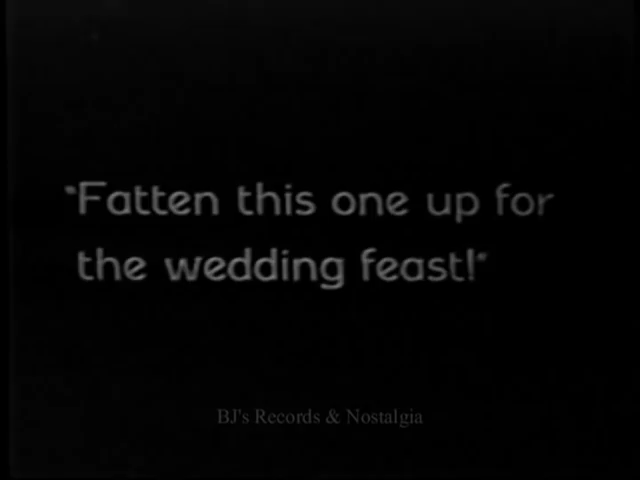 "Fatten this one up for
the wedding feast!"
BJ's Records & Nostalgia